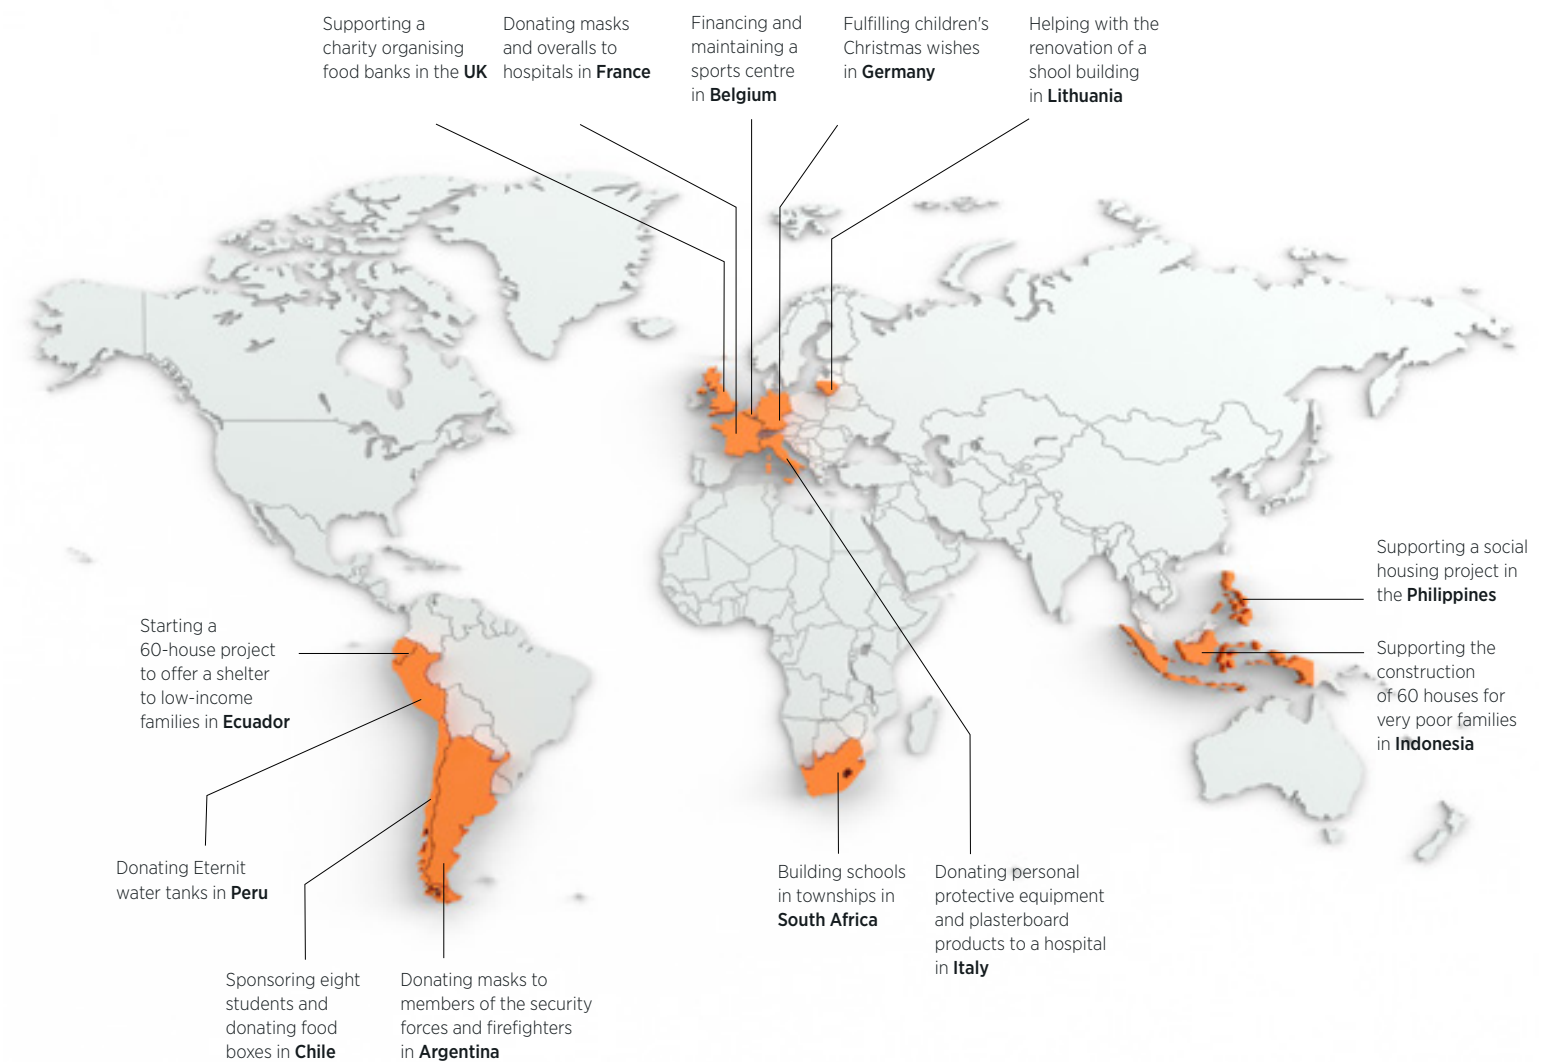 Supporting a
charity organising
food banks in the UK
Donating masks
and overalls to
hospitals in France
Financing and
maintaining a
sports centre
in Belgium
Fulfilling children's
Christmas wishes
in Germany
Helping with the
renovation of a
shool building
in Lithuania
Supporting a social
housing project in
the Philippines
Starting a
60-house project
to offer a shelter
to low-income
families in Ecuador
Supporting the
construction
of 60 houses for
very poor families
in Indonesia
Donating Eternit
water tanks in Peru
Building schools
in townships in
South Africa
Donating personal
protective equipment
and plasterboard
products to a hospital
in Italy
Sponsoring eight
students and
donating food
boxes in Chile
Donating masks to
members of the security
forces and firefighters
in Argentina